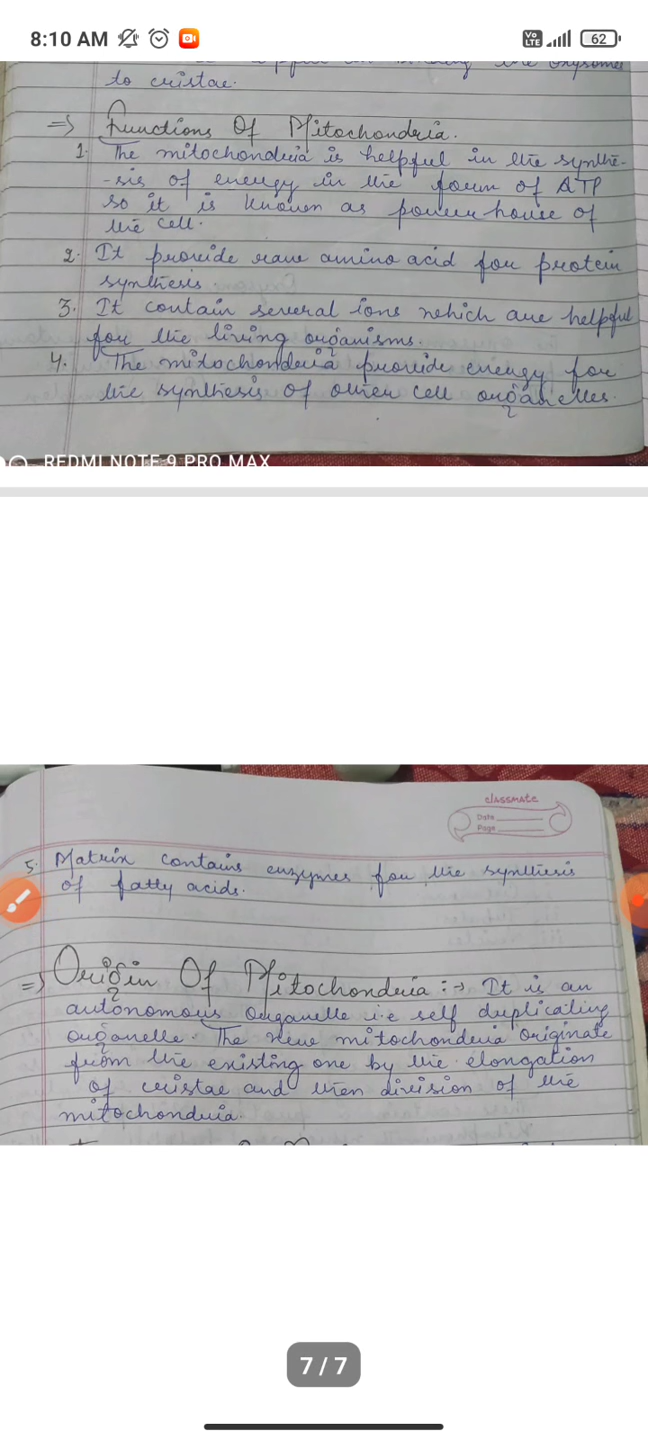 8:10 AM
Vo LTE 62
the oxysomes
to cristae.
=> Functions Of Mitochondria.
1. The mitochondria is helpful in the synthe-
-sis of energy in the form of ATP
so it is known as power house of
the cell.
2. It provide raw amino acid for protein
synthesis.
3. It contain several ions which are helpful
for the living organisms.
4. The mitochondria provide energy for
the synthesis of other cell organelles.
REDMI NOTE 9 PRO MAX
classmate
Date
Page
5. Matrix contains enzymes for the synthesis
of fatty acids.
=> Origin Of Mitochondria :-> It is an
autonomous organelle i.e self duplicating
organelle. The new mitochondria originate
from the existing one by the elongation
of cristae and then division of the
mitochondria.
7 / 7